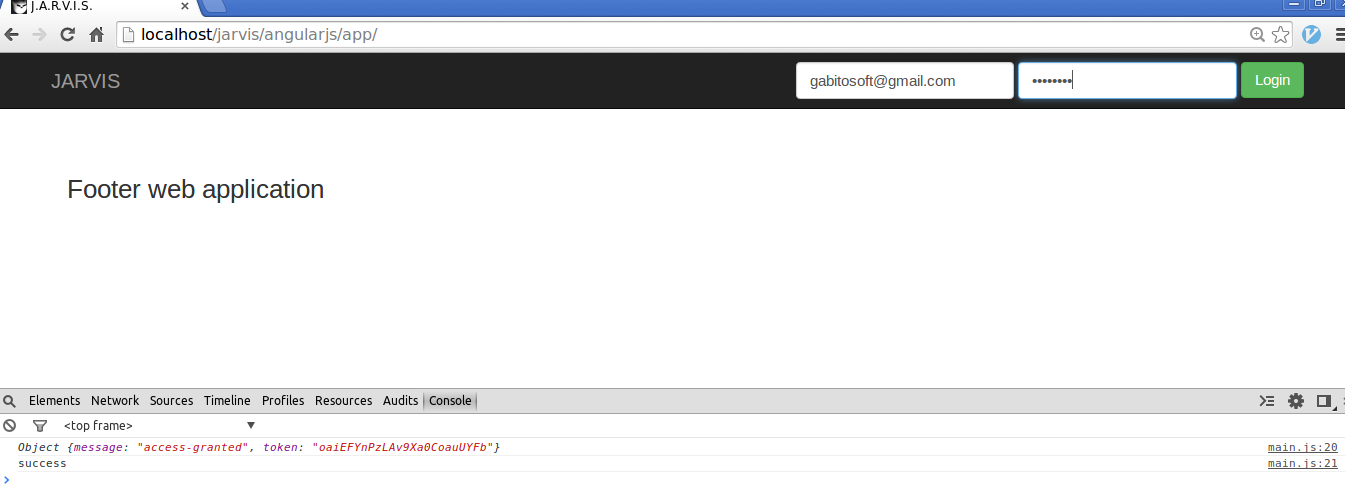 J.A.R.V.I.S.
localhost/jarvis/angularjs/app/
JARVIS gabitosoft@gmail.com •••••••• Login
Footer web application
Elements Network Sources Timeline Profiles Resources Audits Console
<top frame>
Object {message: "access-granted", token: "oaiEFYnPzLAv9Xa0CoauUYFb"} main.js:20
success main.js:21